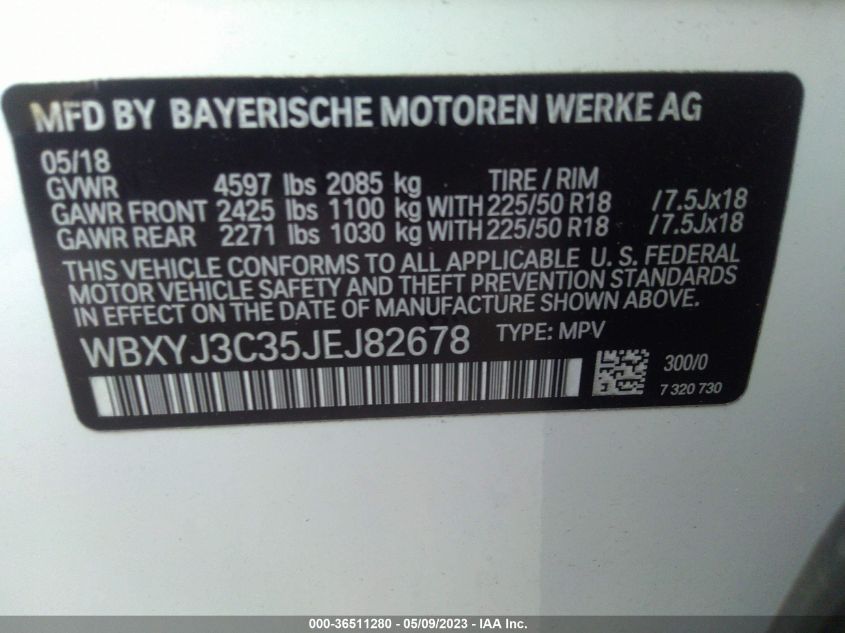 MFD BY BAYERISCHE MOTOREN WERKE AG
05/18
GVWR 4597 lbs 2085 kg TIRE / RIM
GAWR FRONT 2425 lbs 1100 kg WITH 225/50 R18 / 7.5Jx18
GAWR REAR 2271 lbs 1030 kg WITH 225/50 R18 / 7.5Jx18
THIS VEHICLE CONFORMS TO ALL APPLICABLE U. S. FEDERAL
MOTOR VEHICLE SAFETY AND THEFT PREVENTION STANDARDS
IN EFFECT ON THE DATE OF MANUFACTURE SHOWN ABOVE.
WBXYJ3C35JEJ82678 TYPE: MPV
300/0
7 320 730
000-36511280 - 05/09/2023 - IAA Inc.